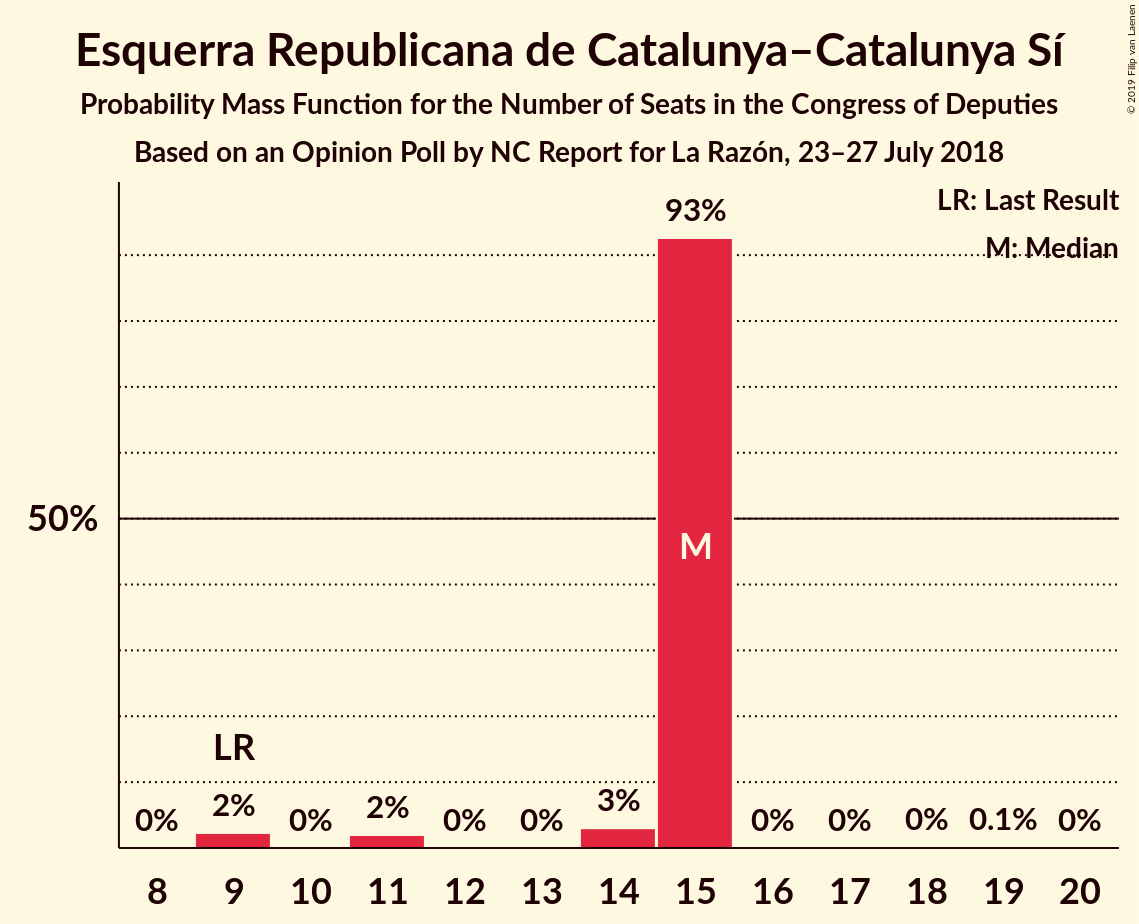 Esquerra Republicana de Catalunya–Catalunya Sí
Probability Mass Function for the Number of Seats in the Congress of Deputies
Based on an Opinion Poll by NC Report for La Razón, 23–27 July 2018
© 2019 Filip van Laenen
LR: Last Result
M: Median
93%
50%
M
LR
0% 2% 0% 2% 0% 0% 3% 0% 0% 0% 0.1% 0%
8 9 10 11 12 13 14 15 16 17 18 19 20